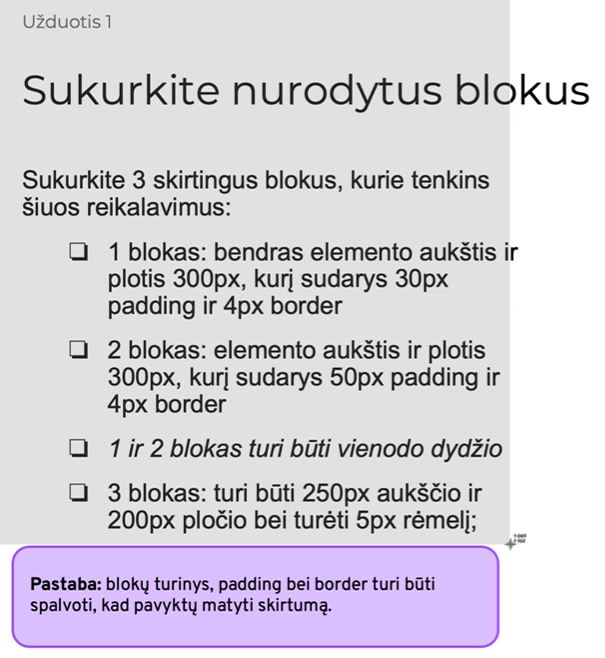 Užduotis 1
Sukurkite nurodytus blokus
Sukurkite 3 skirtingus blokus, kurie tenkins
šiuos reikalavimus:
1 blokas: bendras elemento aukštis ir
plotis 300px, kurį sudarys 30px
padding ir 4px border
2 blokas: elemento aukštis ir plotis
300px, kurį sudarys 50px padding ir
4px border
1 ir 2 blokas turi būti vienodo dydžio
3 blokas: turi būti 250px aukščio ir
200px pločio bei turėti 5px rėmelį;
Pastaba: blokų turinys, padding bei border turi būti
spalvoti, kad pavyktų matyti skirtumą.